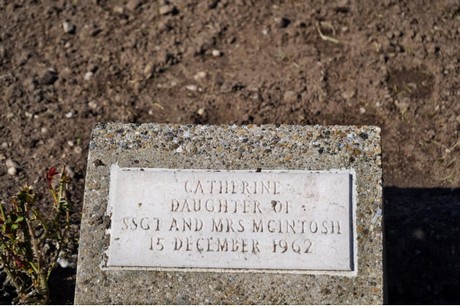 CATHERINE
DAUGHTER OF
SSGT AND MRS MCINTOSH
15 DECEMBER 1962